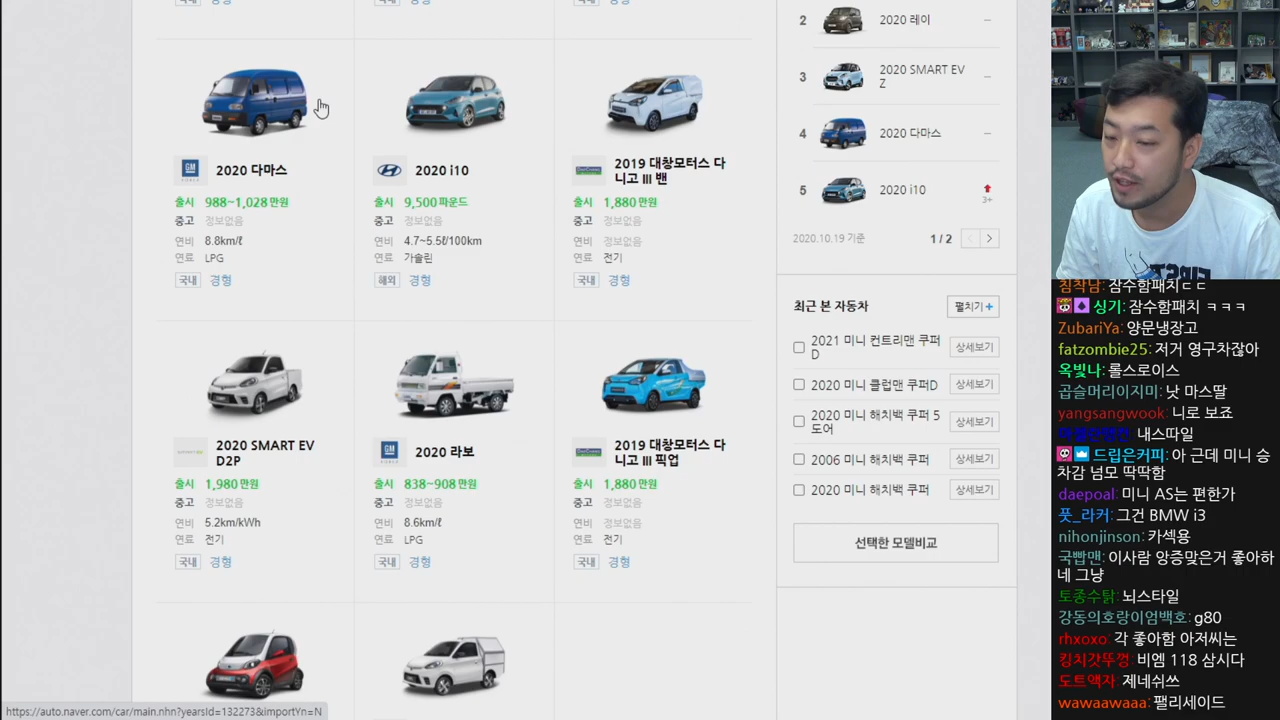 2 2020 레이 –
3 2020 SMART EV Z –
4 2020 다마스 –
5 2020 i10 3+
2020.10.19 기준 1 / 2
2020 다마스
출시 988~1,028 만원
중고 정보없음
연비 8.8km/ℓ
연료 LPG
국내 경형
2020 i10
출시 9,500 파운드
중고 정보없음
연비 4.7~5.5ℓ/100km
연료 가솔린
해외 경형
2019 대창모터스 다
니고 III 밴
출시 1,880 만원
중고 정보없음
연비 정보없음
연료 전기
국내 경형
2020 SMART EV
D2P
출시 1,980 만원
중고 정보없음
연비 5.2km/kWh
연료 전기
국내 경형
2020 라보
출시 838~908 만원
중고 정보없음
연비 8.6km/ℓ
연료 LPG
국내 경형
2019 대창모터스 다
니고 III 픽업
출시 1,880 만원
중고 정보없음
연비 정보없음
연료 전기
국내 경형
최근 본 자동차 펼치기 +
2021 미니 컨트리맨 쿠퍼
D 상세보기
2020 미니 클럽맨 쿠퍼D 상세보기
2020 미니 해치백 쿠퍼 5
도어 상세보기
2006 미니 해치백 쿠퍼 상세보기
2020 미니 해치백 쿠퍼 상세보기
선택한 모델비교
https://auto.naver.com/car/main.nhn?yearsId=132273&importYn=N
침착남: 잠수함패치ㄷㄷ
싱기: 잠수함패치 ㅋㅋㅋ
ZubariYa: 양문냉장고
fatzombie25: 저거 영구차잖아
옥빛나: 롤스로이스
곱슬머리이지미: 낫 마스딸
yangsangwook: 니로 보죠
내스따일
드립은커피: 아 근데 미니 승
차감 넘모 딱딱함
daepoal: 미니 AS는 편한가
풋_라커: 그건 BMW i3
nihonjinson: 카섹용
국빱맨: 이사람 앙증맞은거 좋아하
네 그냥
토종수탉: 뇌스타일
강동의호랑이엄백호: g80
rhxoxo: 각 좋아함 아저씨는
킹치갓뚜껑: 비엠 118 삼시다
도트액자: 제네쉬쓰
wawaawaaa: 팰리세이드